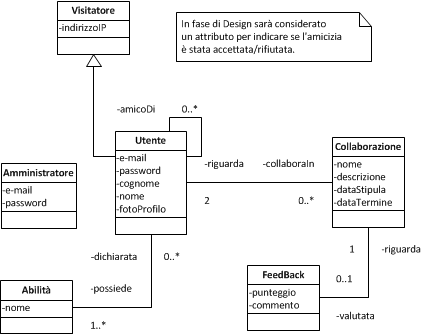 Visitatore
-indirizzoIP
In fase di Design sarà considerato
un attributo per indicare se l'amicizia
è stata accettata/rifiutata.
-amicoDi
0..*
Utente
-e-mail
-password
-cognome
-nome
-fotoProfilo
-riguarda
-collaboraIn
2
0..*
Collaborazione
-nome
-descrizione
-dataStipula
-dataTermine
Amministratore
-e-mail
-password
-dichiarata
0..*
-possiede
1..*
Abilità
-nome
1
-riguarda
0..1
-valutata
FeedBack
-punteggio
-commento